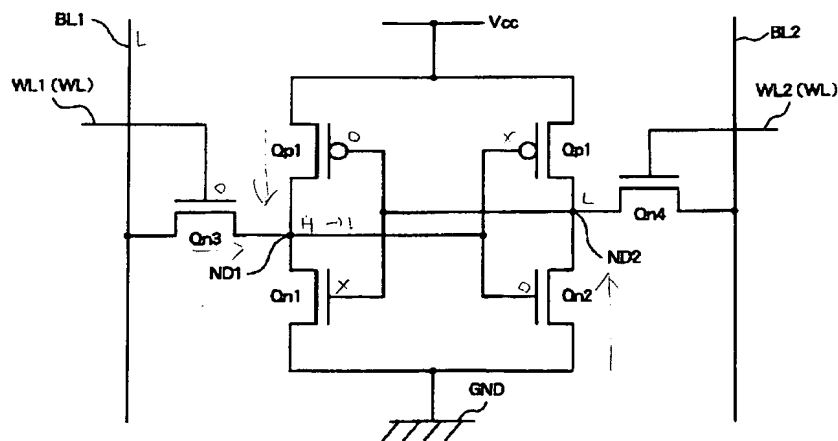 BL1
L
Vcc
BL2
WL1 (WL)
WL2 (WL)
Qp1
O
X
Qp1
Qn3
O
H → L
L
Qn4
ND1
ND2
Qn1
X
O
Qn2
GND